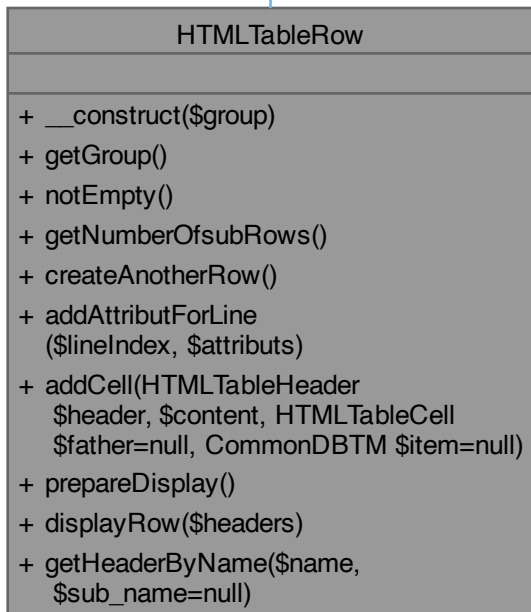 HTMLTableRow
+ __construct($group)
+ getGroup()
+ notEmpty()
+ getNumberOfsubRows()
+ createAnotherRow()
+ addAttributForLine
($lineIndex, $attributs)
+ addCell(HTMLTableHeader
$header, $content, HTMLTableCell
$father=null, CommonDBTM $item=null)
+ prepareDisplay()
+ displayRow($headers)
+ getHeaderByName($name,
$sub_name=null)